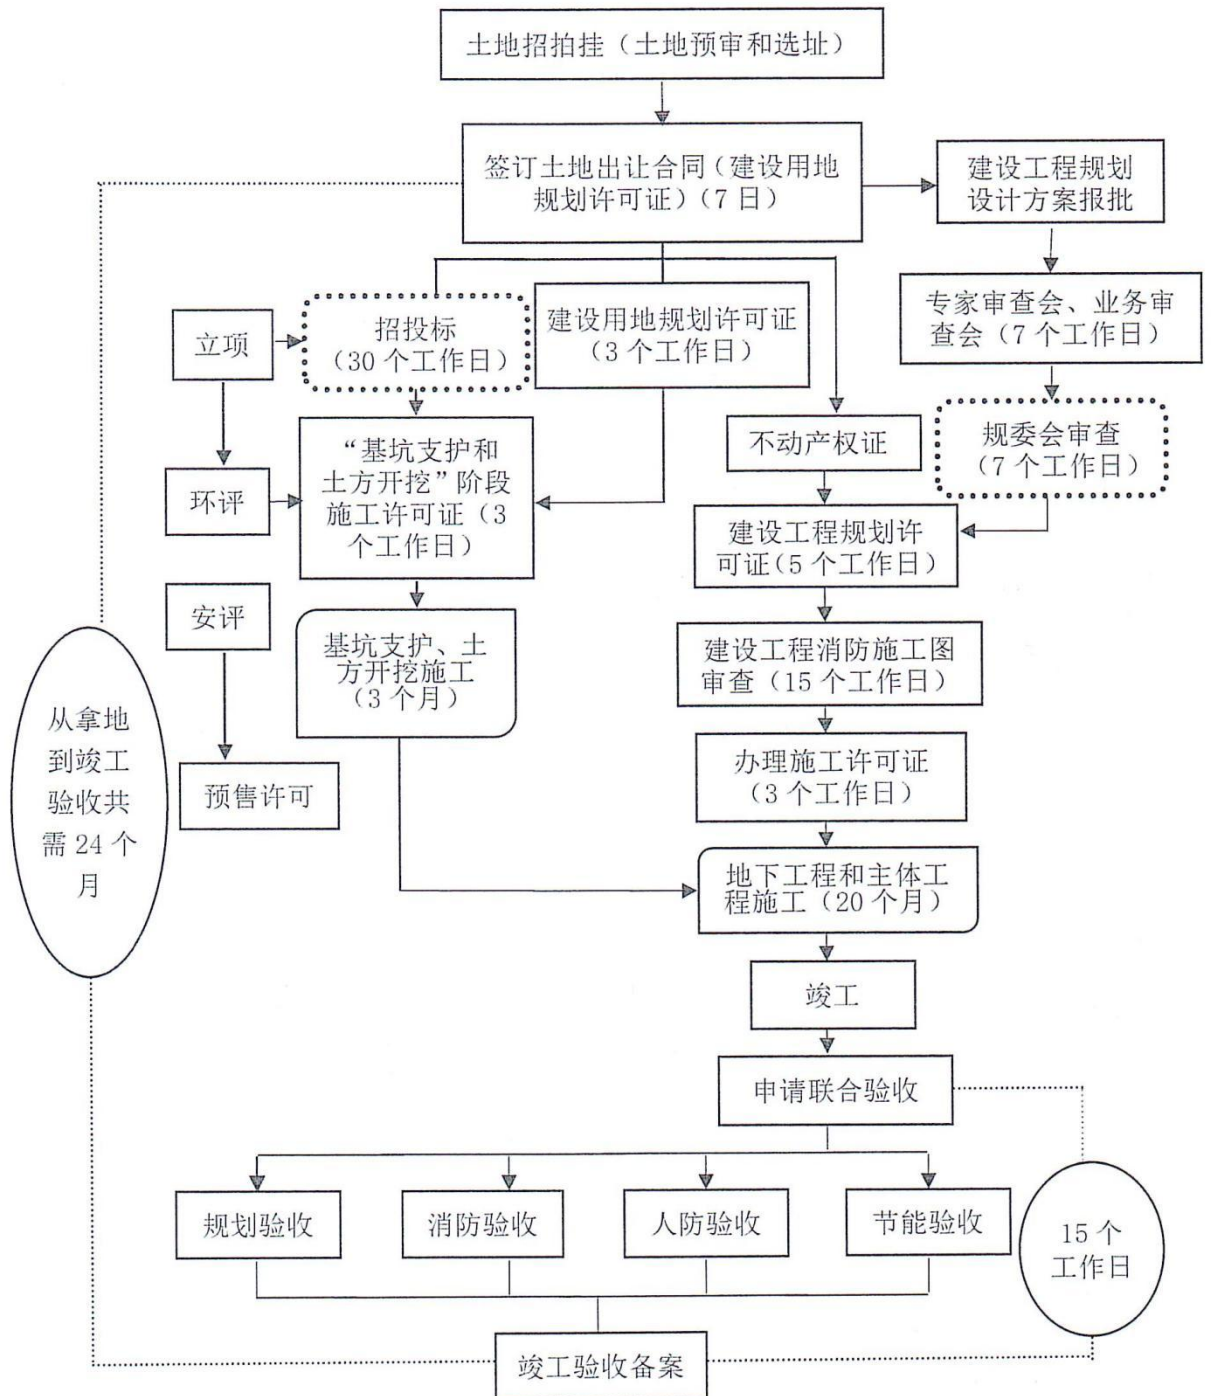 土地招拍挂（土地预审和选址）
签订土地出让合同（建设用地
规划许可证）（7日）
建设工程规划
设计方案报批
立项
招投标
（30个工作日）
建设用地规划许可证
（3个工作日）
专家审查会、业务审
查会（7个工作日）
环评
“基坑支护和
土方开挖”阶段
施工许可证（3
个工作日）
不动产权证
规委会审查
（7个工作日）
建设工程规划许
可证（5个工作日）
安评
基坑支护、土
方开挖施工
（3个月）
建设工程消防施工图
审查（15个工作日）
从拿地
到竣工
验收共
需24个
月
预售许可
办理施工许可证
（3个工作日）
地下工程和主体工
程施工（20个月）
竣工
申请联合验收
规划验收
消防验收
人防验收
节能验收
15个
工作日
竣工验收备案